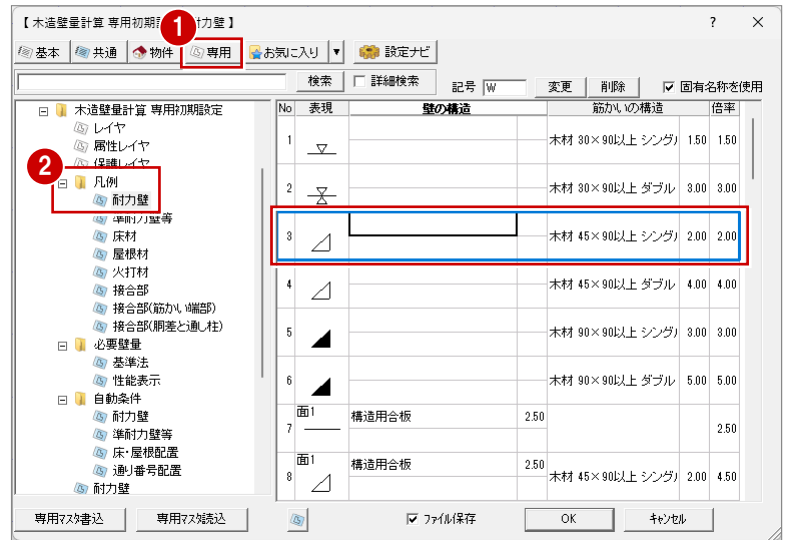 【 木造壁量計算 専用初期 耐力壁 】
1
? ×
基本 共通 物件 専用 お気に入り ▼ 設定ナビ
検索 詳細検索 記号 W 変更 削除 固有名称を使用
木造壁量計算 専用初期設定
レイヤ
属性レイヤ
保護レイヤ
2
凡例
耐力壁
準耐力壁等
床材
屋根材
火打材
接合部
接合部(筋かい端部)
接合部(胴差と通し柱)
必要壁量
基準法
性能表示
自動条件
耐力壁
準耐力壁等
床・屋根配置
通り番号配置
耐力壁
No 表現 壁の構造 筋かいの構造 倍率
1 木材 30×90以上 シングル 1.50 1.50
2 木材 30×90以上 ダブル 3.00 3.00
3 木材 45×90以上 シングル 2.00 2.00
4 木材 45×90以上 ダブル 4.00 4.00
5 木材 90×90以上 シングル 3.00 3.00
6 木材 90×90以上 ダブル 5.00 5.00
7 面1 構造用合板 2.50 2.50
8 面1 構造用合板 2.50 木材 45×90以上 シングル 2.00 4.50
専用マスタ書込 専用マスタ読込 ファイル保存 OK キャンセル